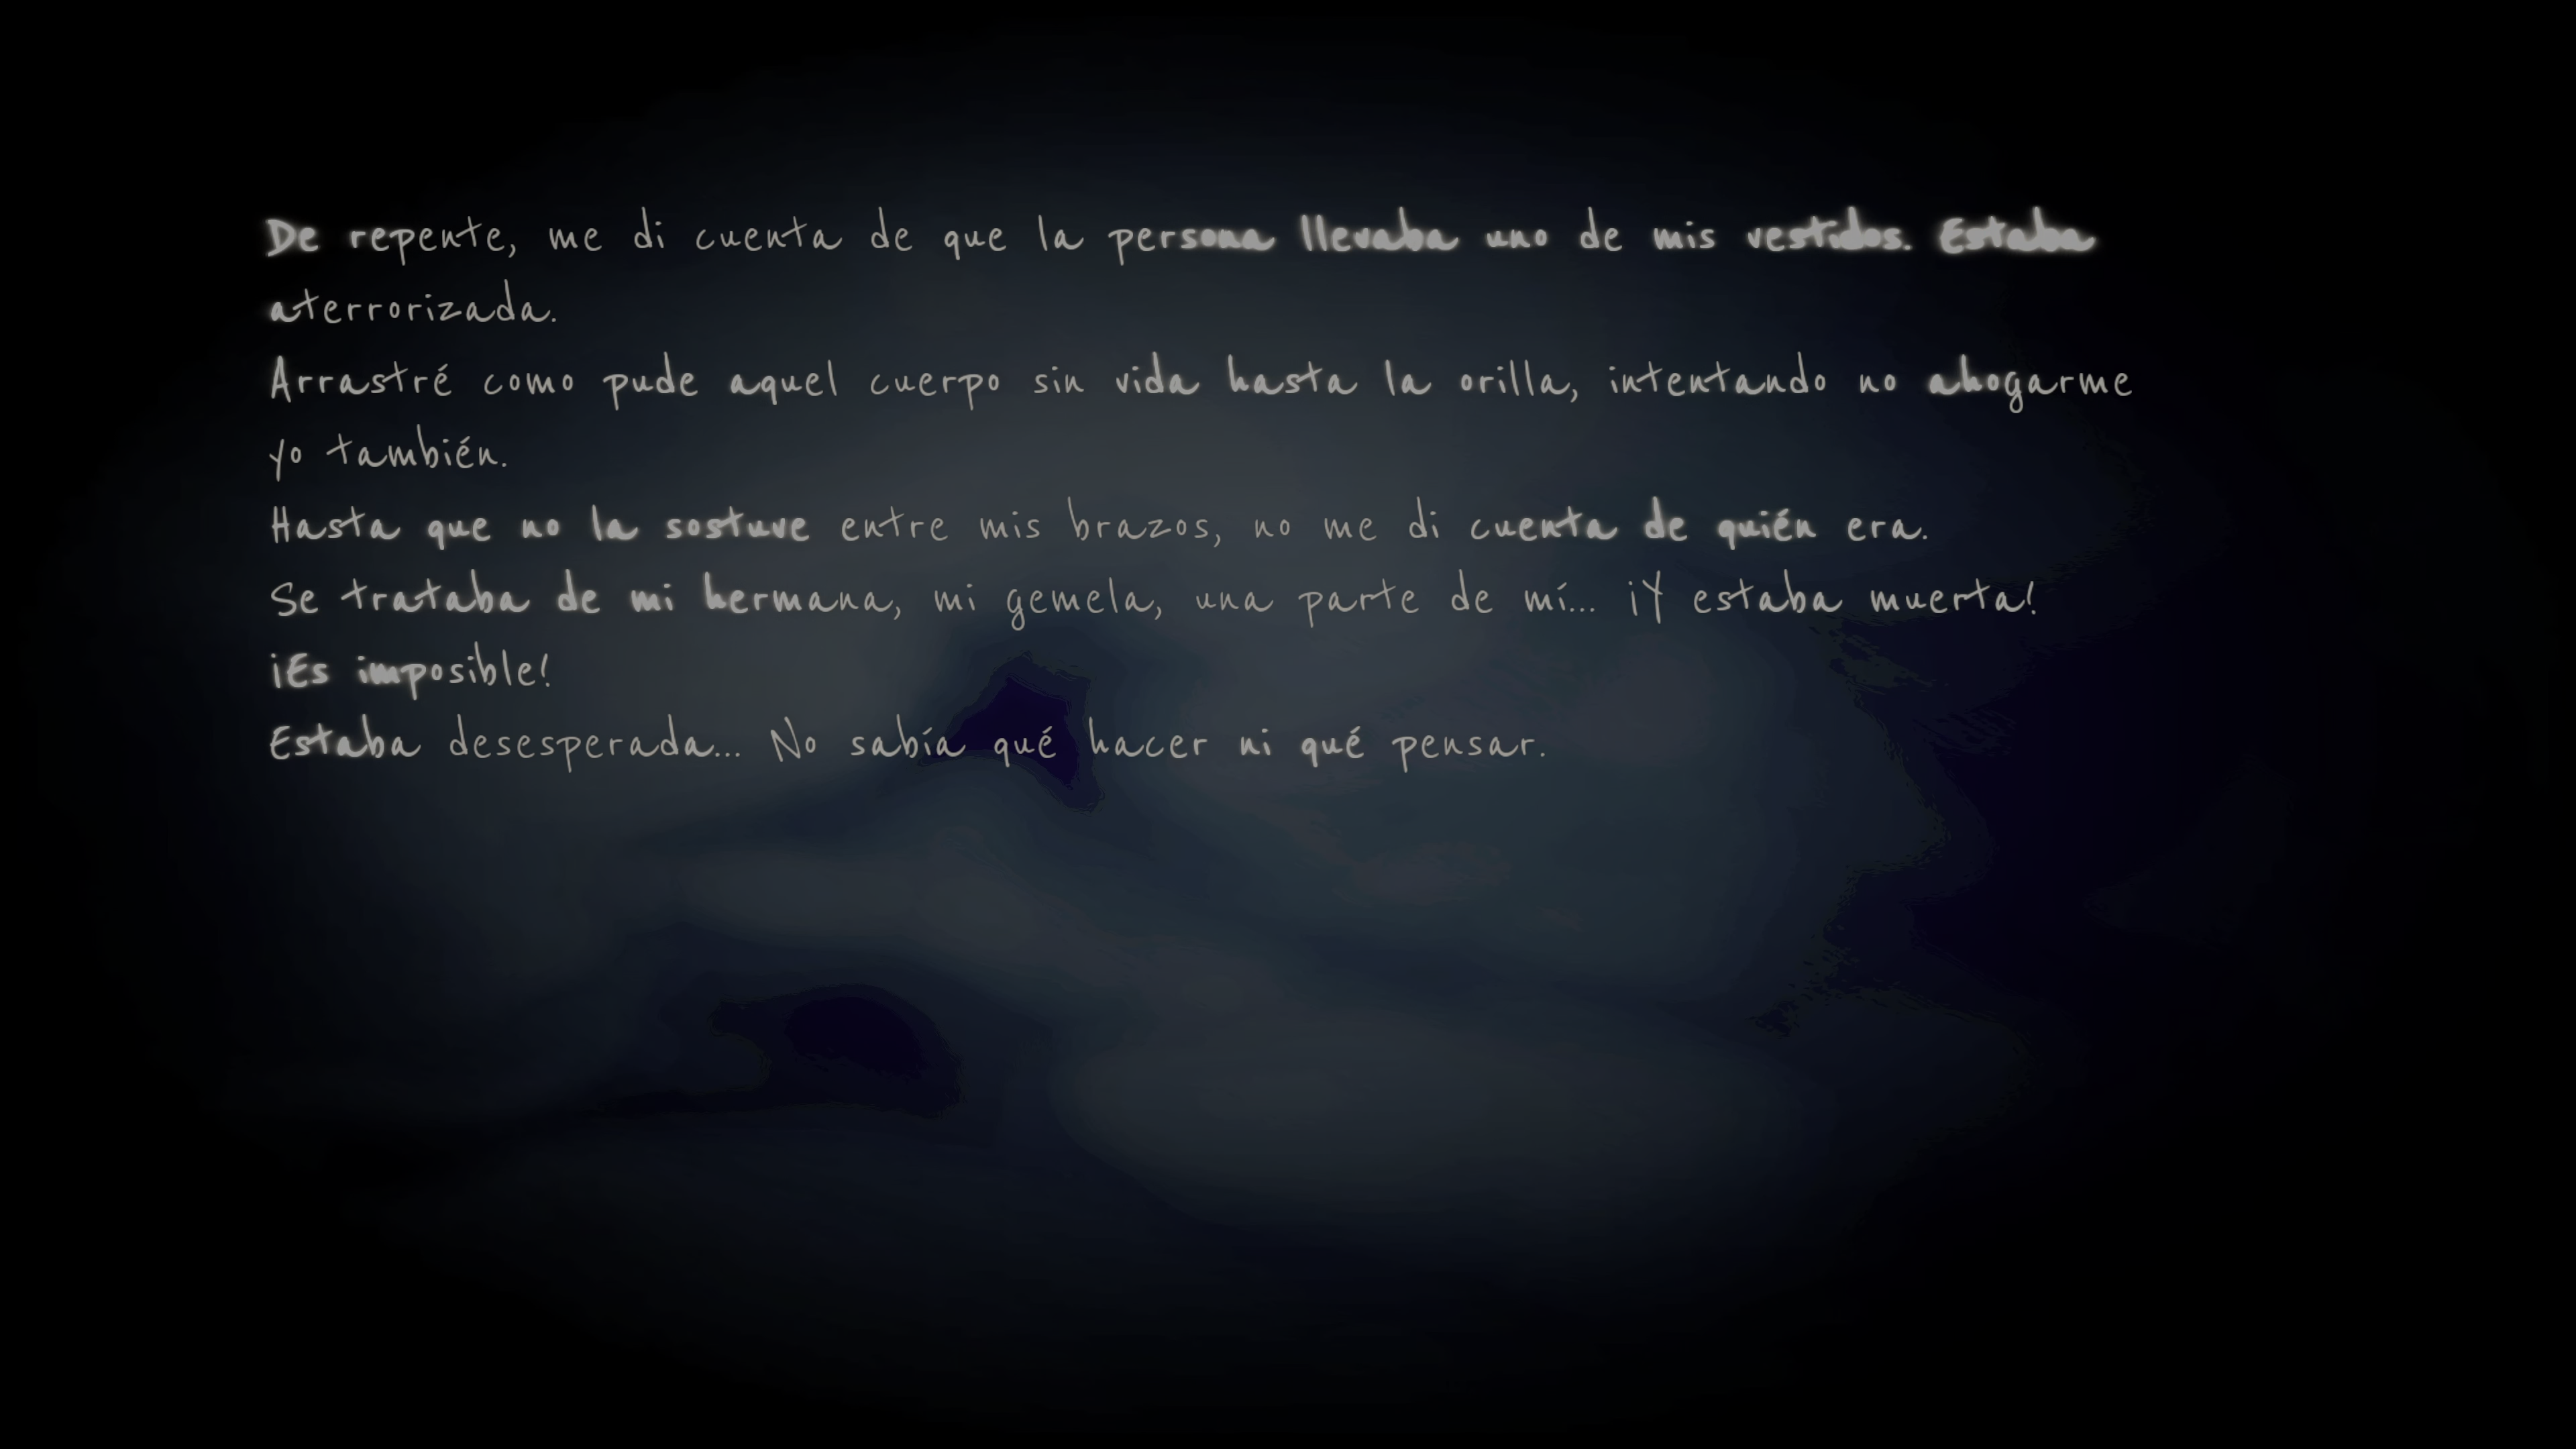 De repente, me di cuenta de que la persona llevaba uno de mis vestidos. Estaba
aterrorizada.
Arrastré como pude aquel cuerpo sin vida hasta la orilla, intentando no ahogarme
yo también.
Hasta que no la sostuve entre mis brazos, no me di cuenta de quién era.
Se trataba de mi hermana, mi gemela, una parte de mí... ¡Y estaba muerta!
¡Es imposible!
Estaba desesperada... No sabía qué hacer ni qué pensar.